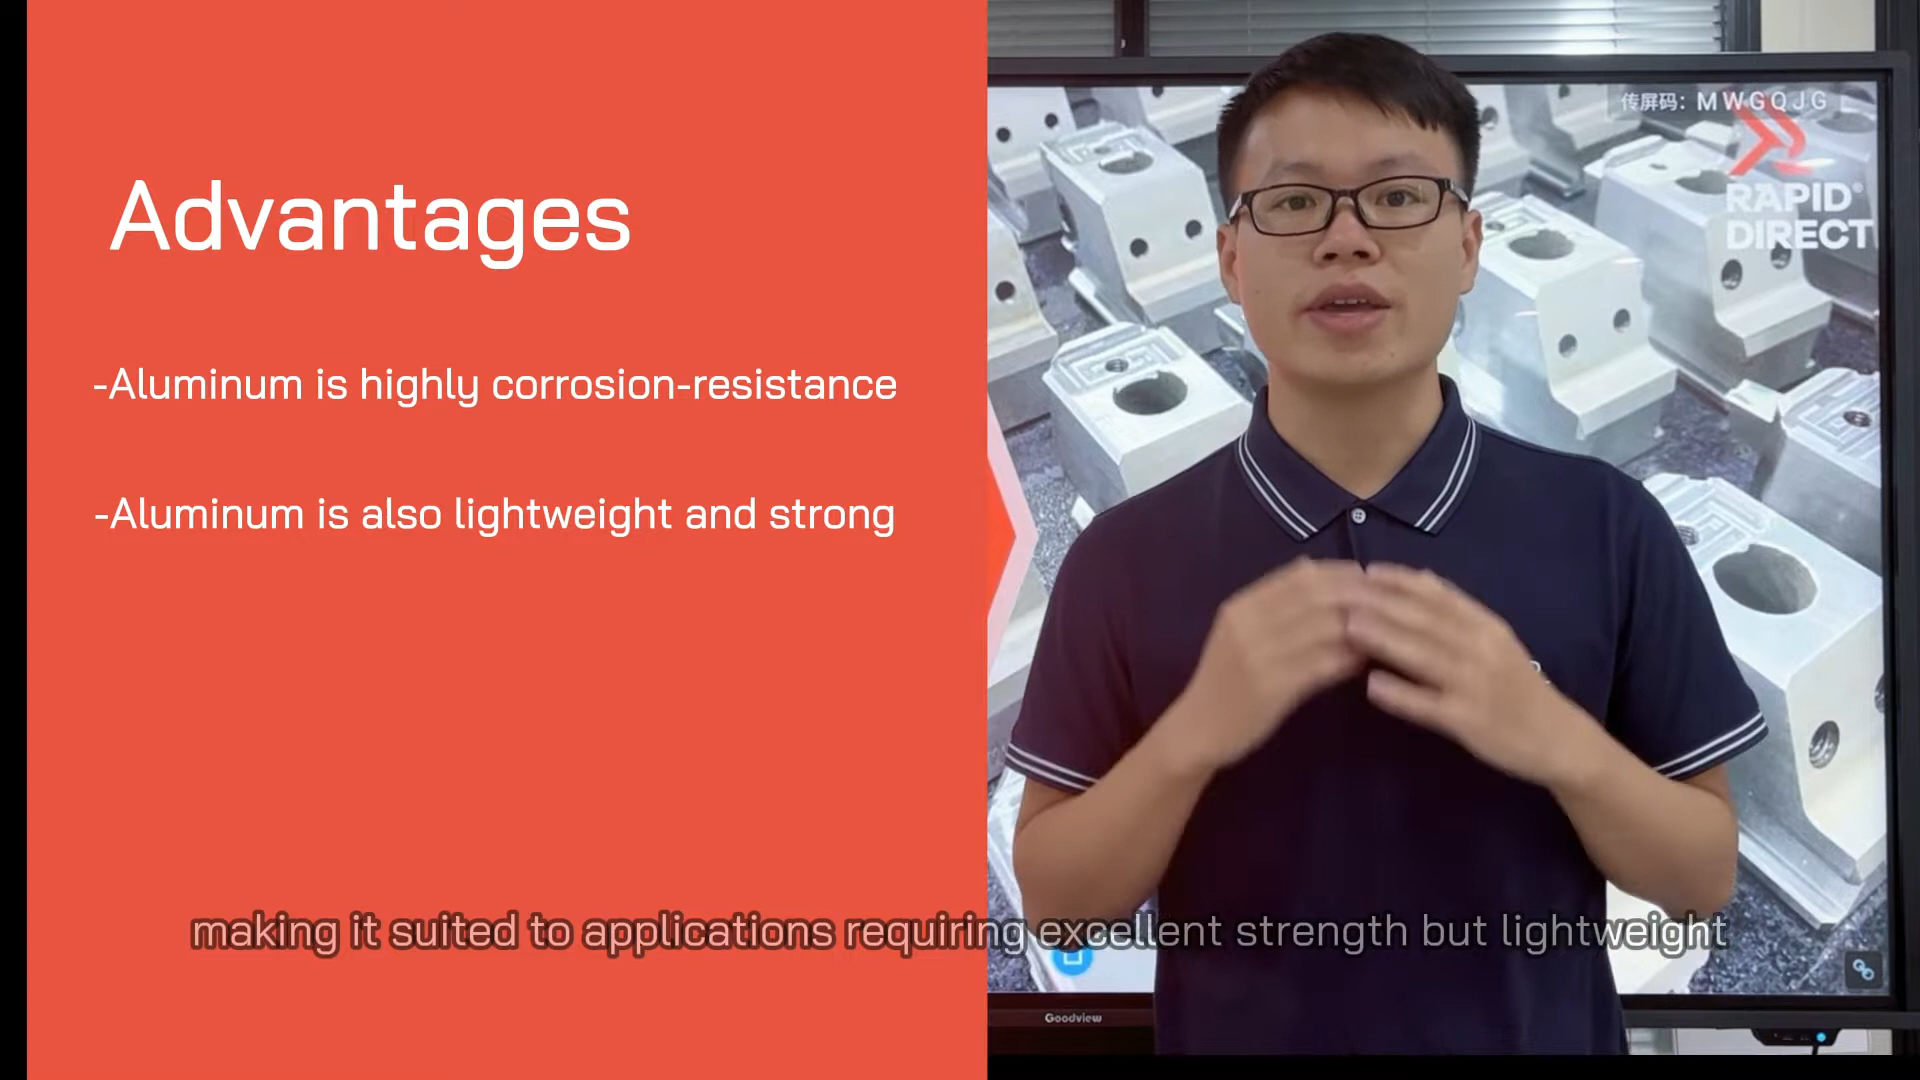 Advantages
-Aluminum is highly corrosion-resistance
-Aluminum is also lightweight and strong
传屏码: MWGQJG
RAPID®
DIRECT
making it suited to applications requiring excellent strength but lightweight
Goodview